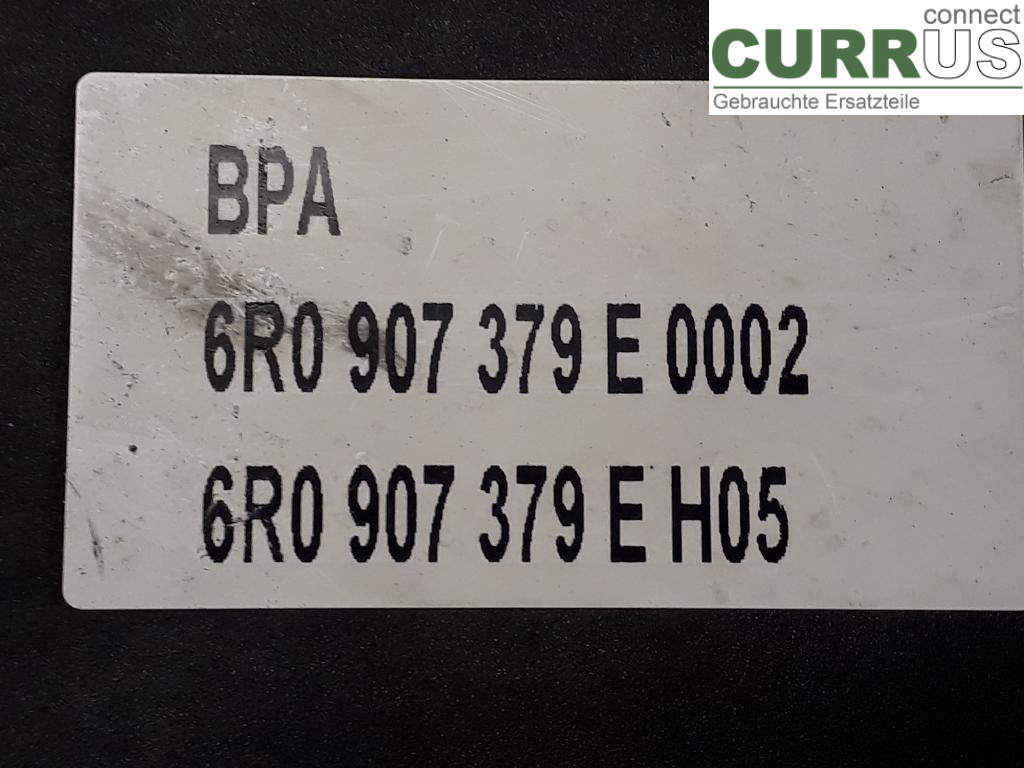 connect
CURRUS
Gebrauchte Ersatzteile
BPA
6R0 907 379 E 0002
6R0 907 379 E H05